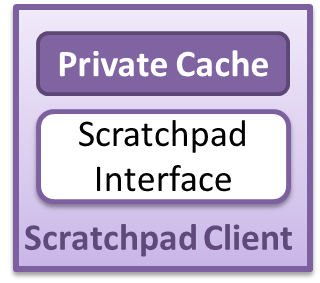 Private Cache
Scratchpad
Interface
Scratchpad Client